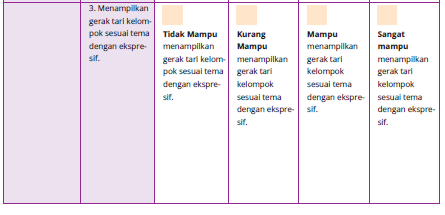 3. Menampilkan
gerak tari kelom-
pok sesuai tema
dengan ekspre-
sif.
Tidak Mampu
menampilkan
gerak tari kelom-
pok sesuai tema
dengan ekspre-
sif.
Kurang
Mampu
menampilkan
gerak tari
kelompok
sesuai tema
dengan ekspre-
sif.
Mampu
menampilkan
gerak tari
kelompok
sesuai tema
dengan ekspre-
sif.
Sangat
mampu
menampilkan
gerak tari
kelompok
sesuai tema
dengan ekspre-
sif.